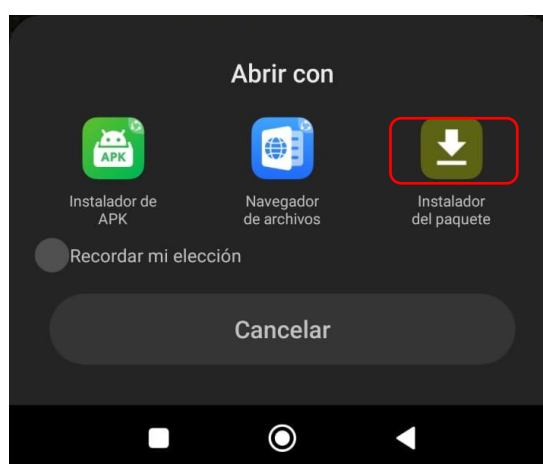 Abrir con
APK
Instalador de
APK
Navegador
de archivos
Instalador
del paquete
Recordar mi elección
Cancelar